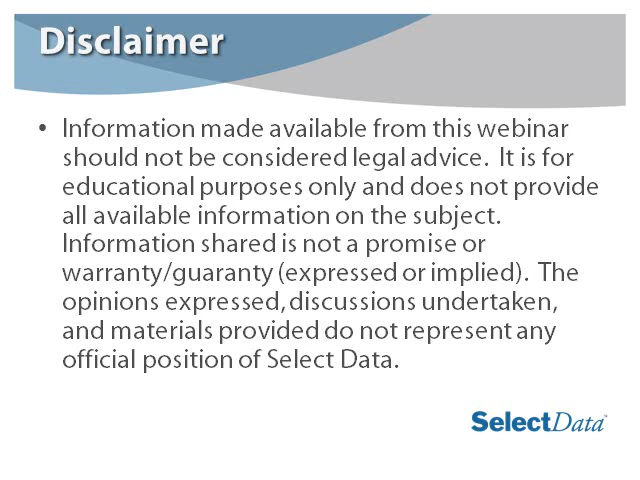 Disclaimer
• Information made available from this webinar
should not be considered legal advice.  It is for
educational purposes only and does not provide
all available information on the subject.
Information shared is not a promise or
warranty/guaranty (expressed or implied).  The
opinions expressed, discussions undertaken,
and materials provided do not represent any
official position of Select Data.
SelectData™